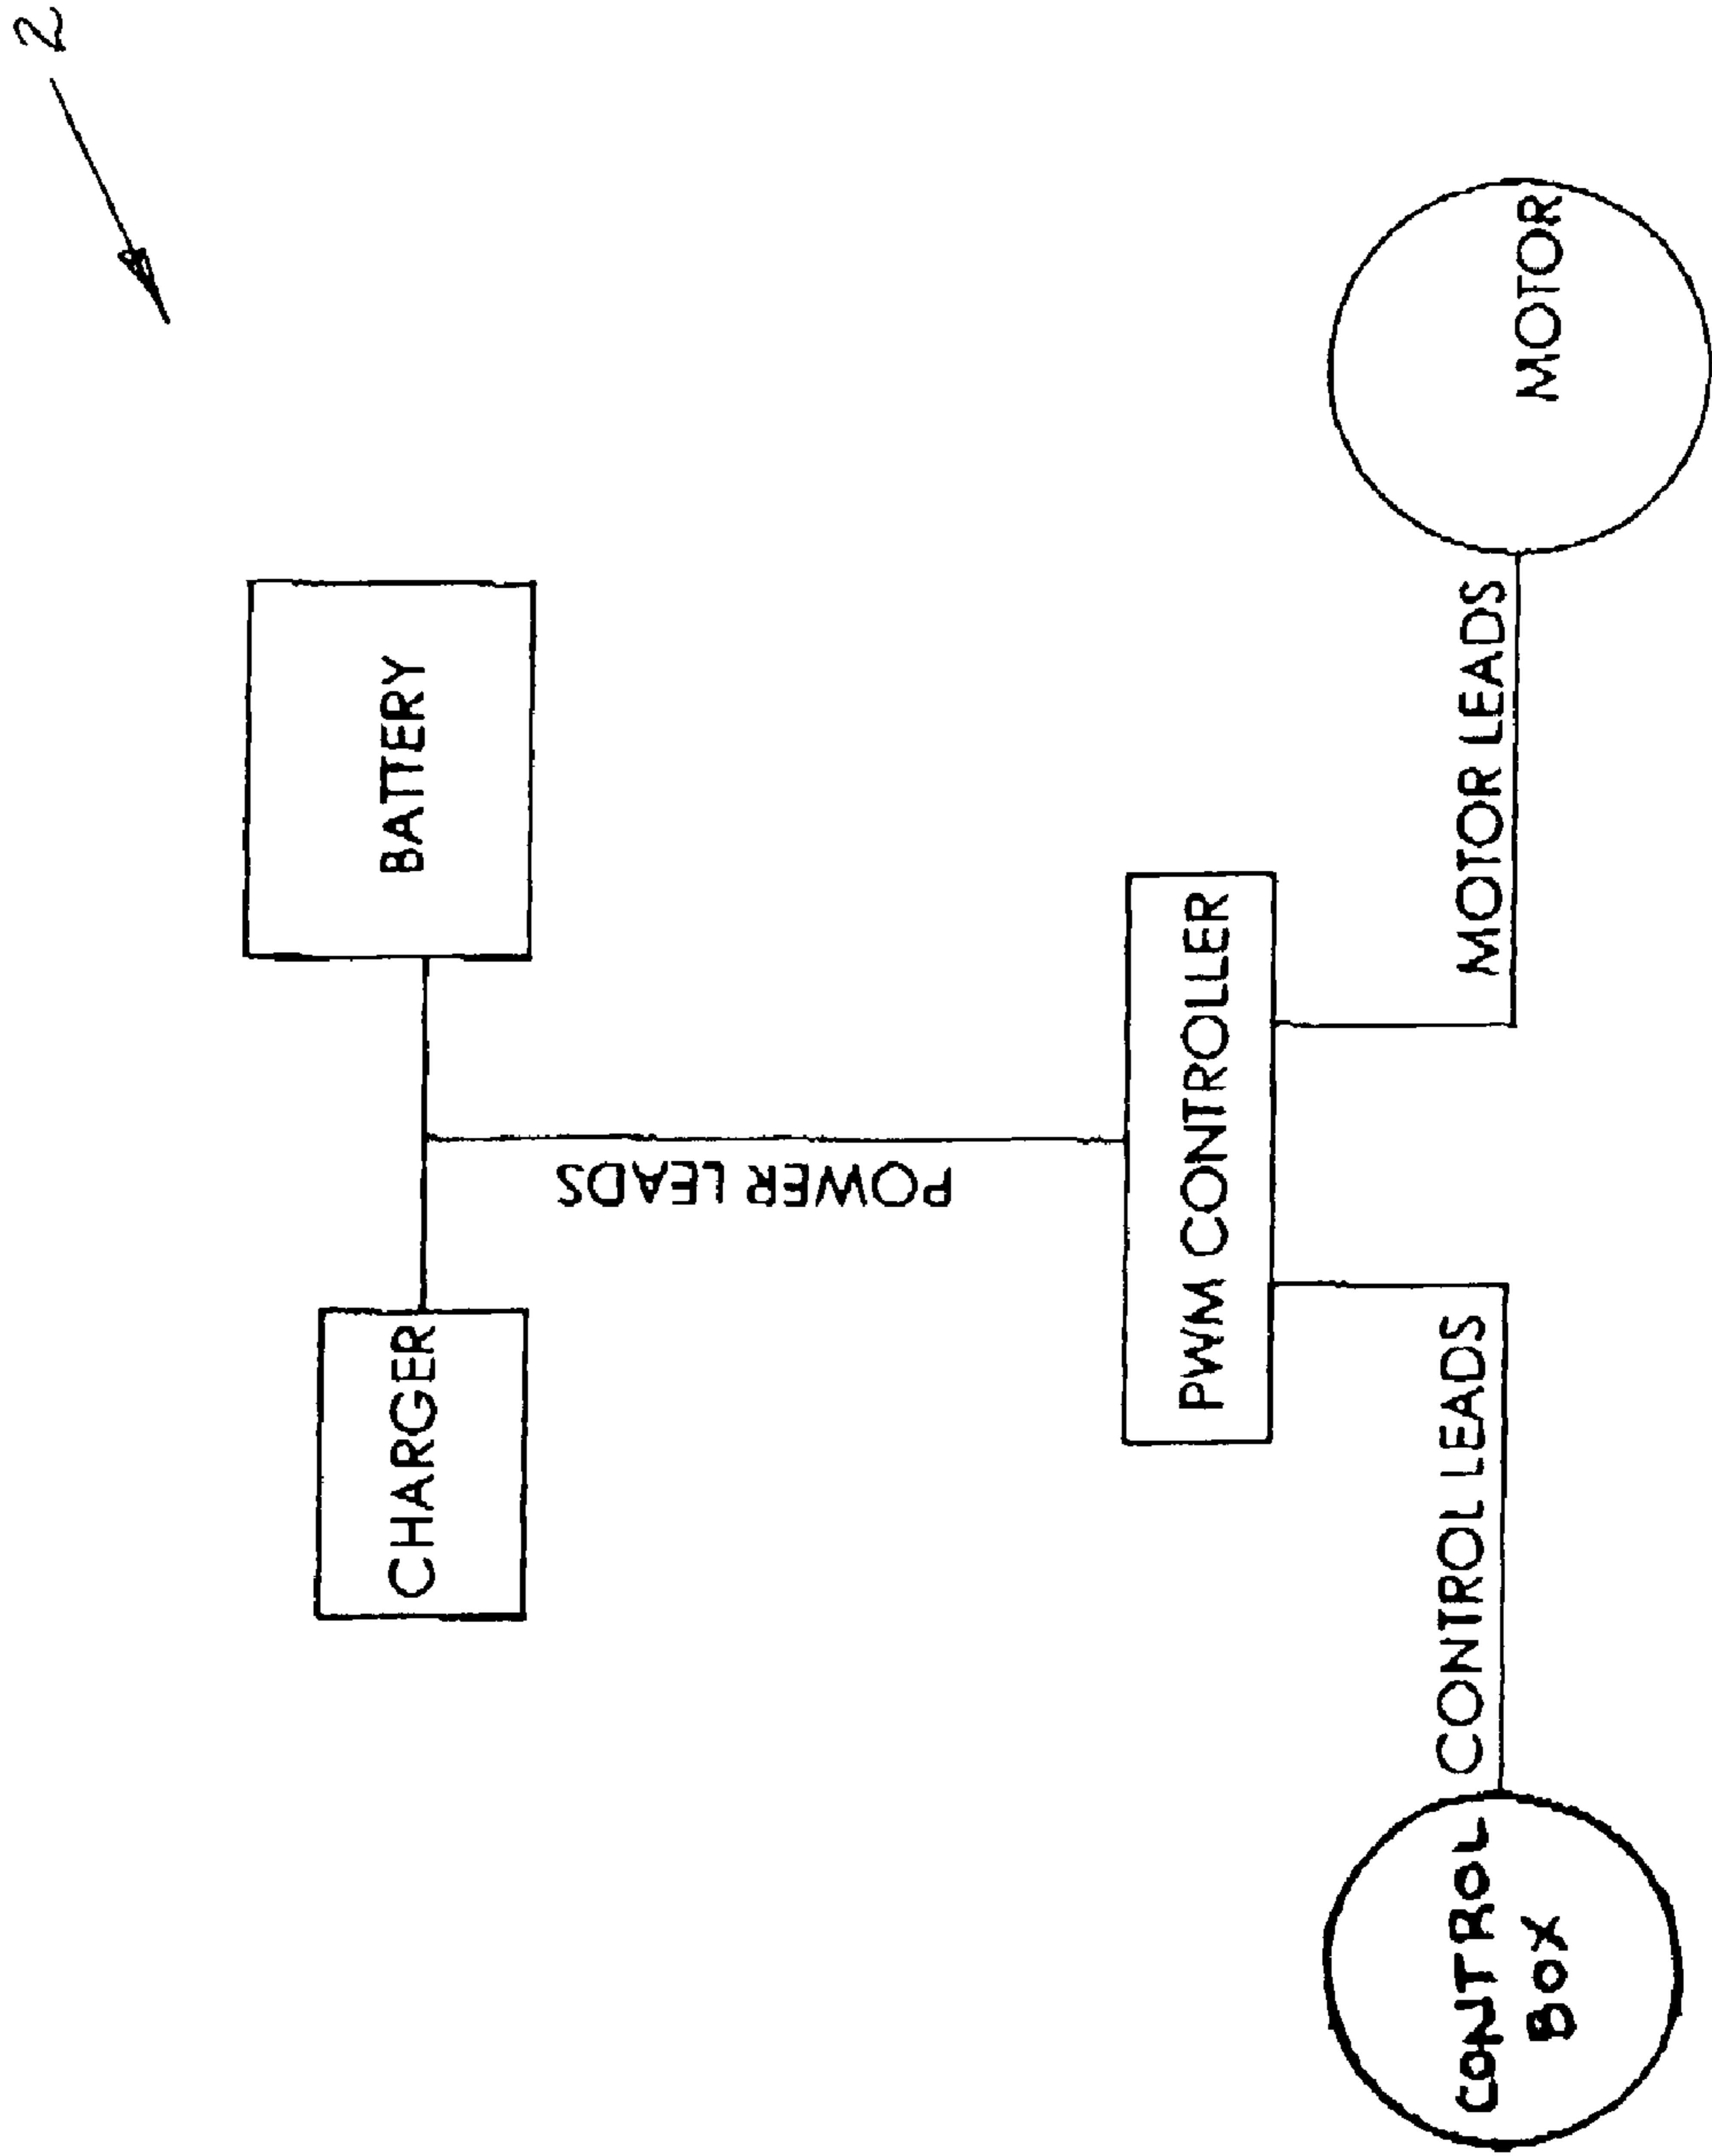 2
CHARGER
BATTERY
POWER LEADS
PWM CONTROLLER
CONTROL LEADS
MOTOR LEADS
CONTROL
BOX
MOTOR